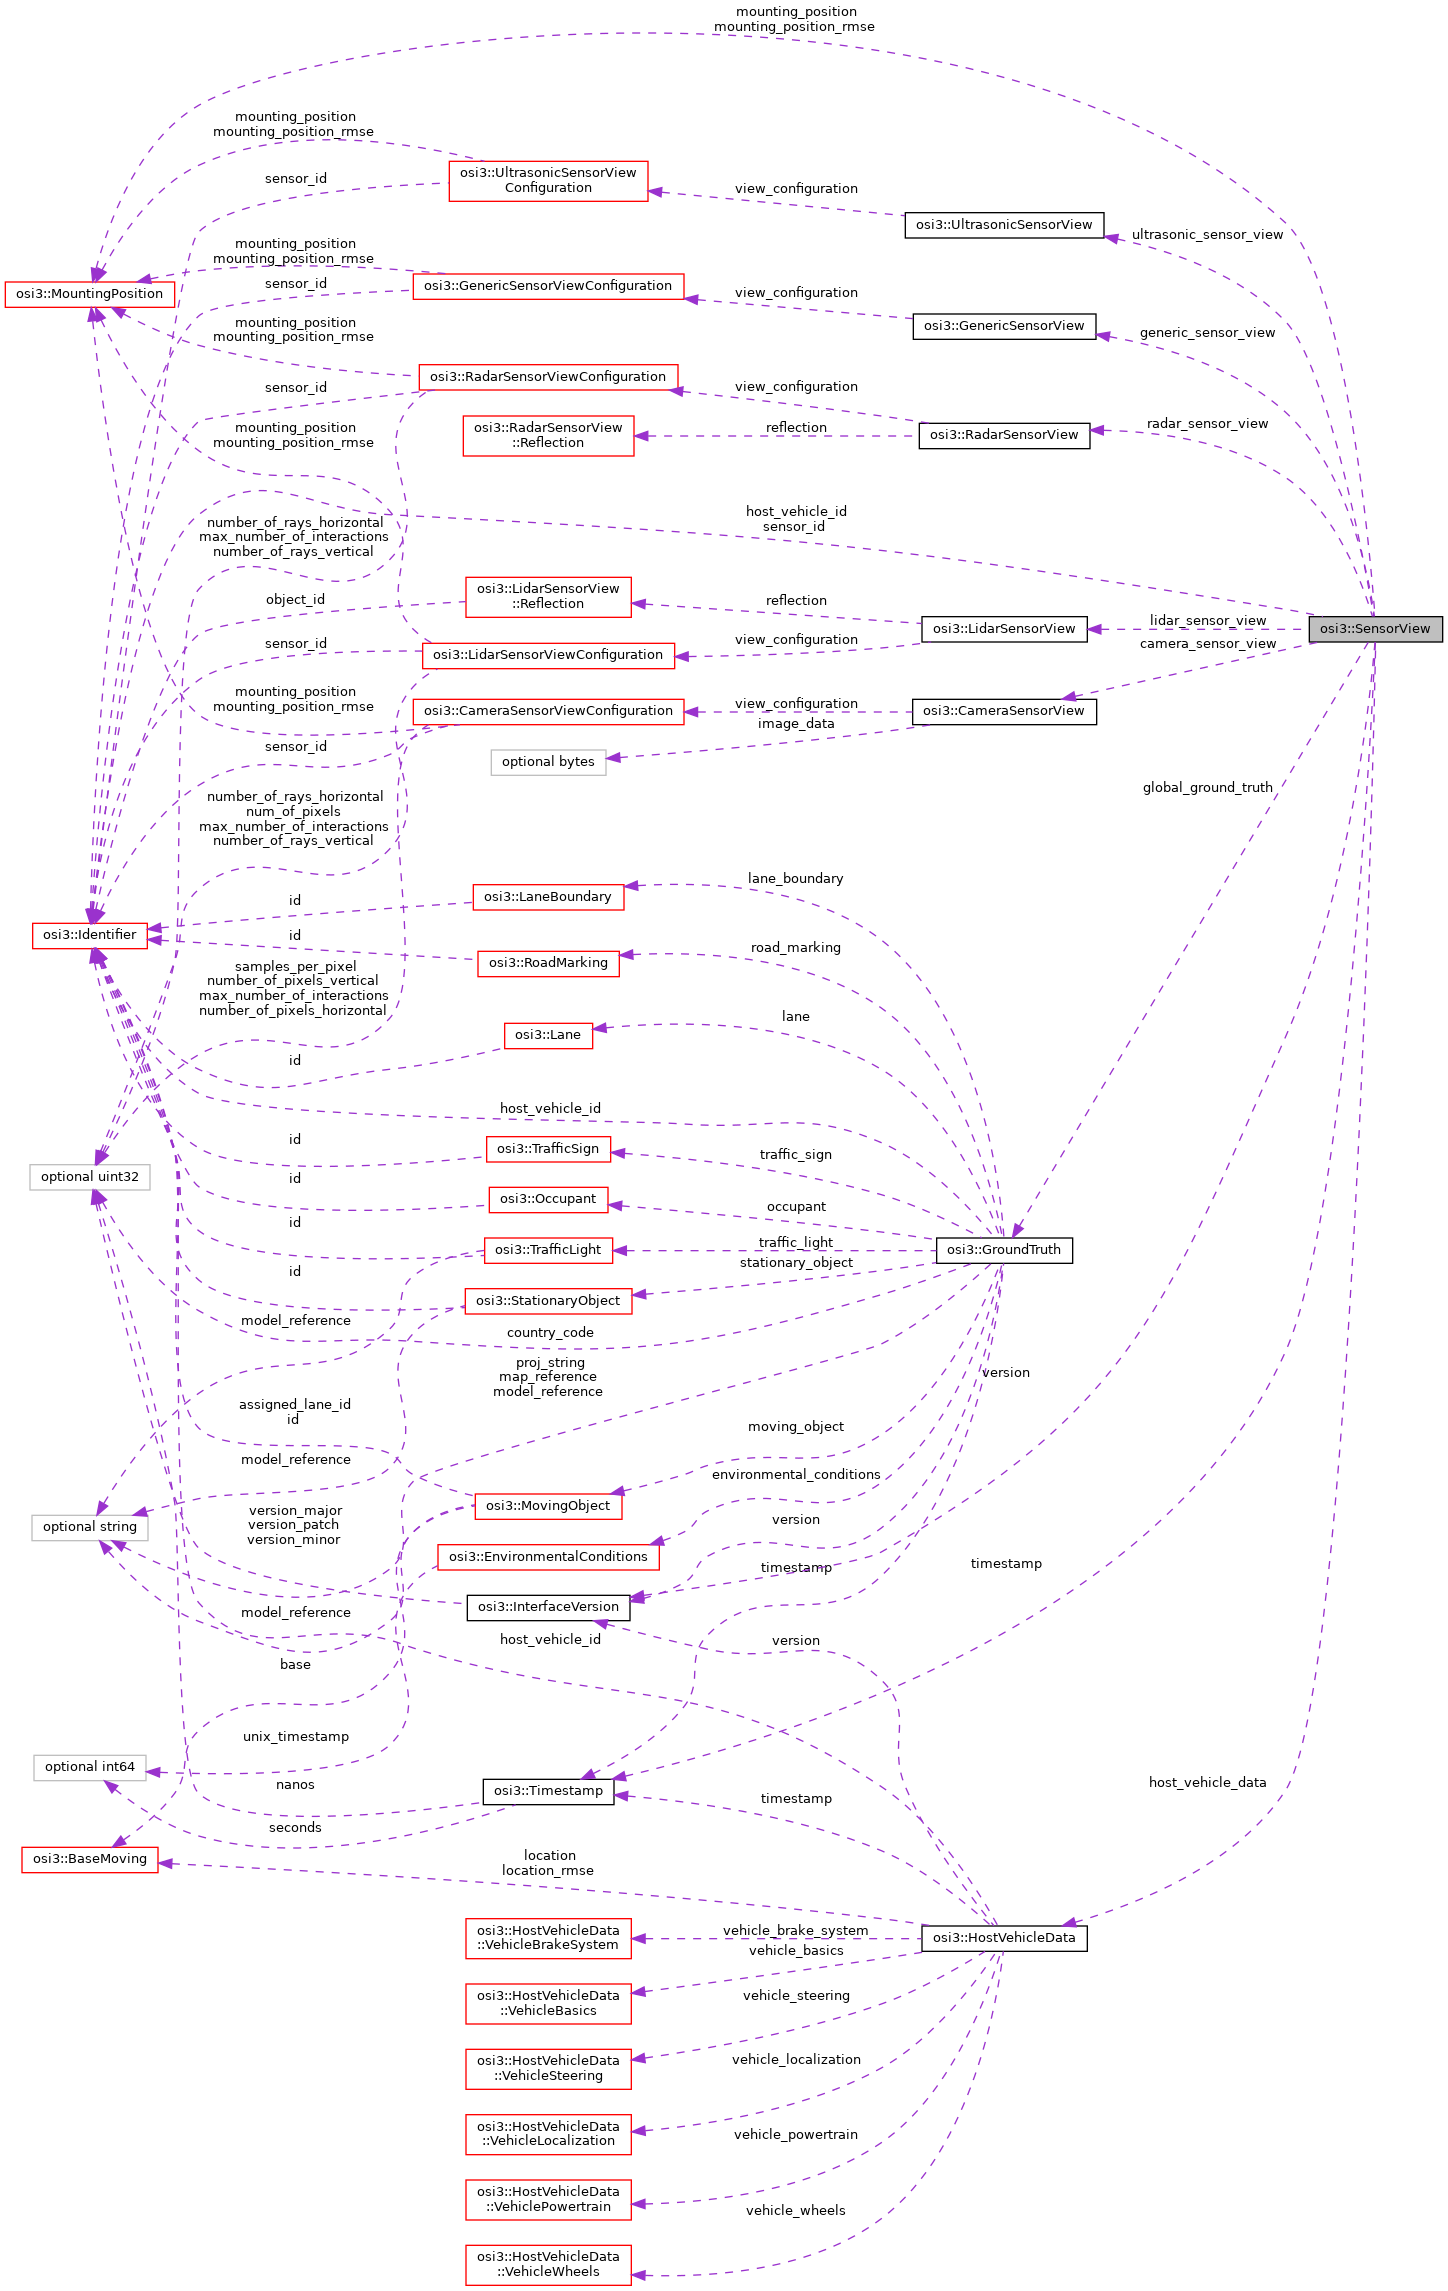 mounting_position
mounting_position_rmse
mounting_position
mounting_position_rmse
osi3::UltrasonicSensorView
Configuration
sensor_id
view_configuration
osi3::UltrasonicSensorView
ultrasonic_sensor_view
mounting_position
mounting_position_rmse
osi3::MountingPosition
sensor_id
osi3::GenericSensorViewConfiguration
view_configuration
osi3::GenericSensorView
generic_sensor_view
mounting_position
mounting_position_rmse
osi3::RadarSensorViewConfiguration
sensor_id
view_configuration
mounting_position
mounting_position_rmse
osi3::RadarSensorView
::Reflection
reflection
osi3::RadarSensorView
radar_sensor_view
number_of_rays_horizontal
max_number_of_interactions
number_of_rays_vertical
host_vehicle_id
sensor_id
object_id
osi3::LidarSensorView
::Reflection
reflection
osi3::LidarSensorView
lidar_sensor_view
osi3::SensorView
sensor_id
osi3::LidarSensorViewConfiguration
view_configuration
camera_sensor_view
mounting_position
mounting_position_rmse
osi3::CameraSensorViewConfiguration
view_configuration
image_data
osi3::CameraSensorView
sensor_id
optional bytes
global_ground_truth
number_of_rays_horizontal
num_of_pixels
max_number_of_interactions
number_of_rays_vertical
lane_boundary
id
osi3::LaneBoundary
osi3::Identifier
id
osi3::RoadMarking
road_marking
samples_per_pixel
number_of_pixels_vertical
max_number_of_interactions
number_of_pixels_horizontal
osi3::Lane
lane
id
host_vehicle_id
id
osi3::TrafficSign
traffic_sign
optional uint32
id
osi3::Occupant
occupant
id
osi3::TrafficLight
traffic_light
osi3::GroundTruth
id
stationary_object
osi3::StationaryObject
model_reference
country_code
proj_string
map_reference
model_reference
version
assigned_lane_id
id
moving_object
model_reference
environmental_conditions
osi3::MovingObject
version_major
version_patch
version_minor
optional string
version
osi3::EnvironmentalConditions
timestamp
timestamp
model_reference
osi3::InterfaceVersion
host_vehicle_id
version
base
unix_timestamp
optional int64
nanos
osi3::Timestamp
timestamp
host_vehicle_data
seconds
osi3::BaseMoving
location
location_rmse
osi3::HostVehicleData
::VehicleBrakeSystem
vehicle_brake_system
osi3::HostVehicleData
vehicle_basics
osi3::HostVehicleData
::VehicleBasics
vehicle_steering
osi3::HostVehicleData
::VehicleSteering
vehicle_localization
osi3::HostVehicleData
::VehicleLocalization
vehicle_powertrain
osi3::HostVehicleData
::VehiclePowertrain
vehicle_wheels
osi3::HostVehicleData
::VehicleWheels